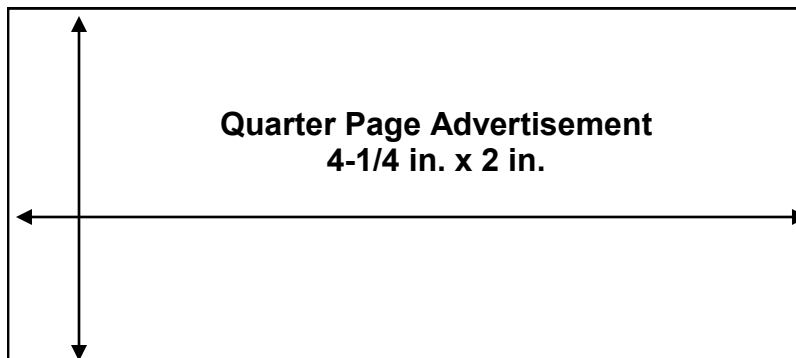 Quarter Page Advertisement
4-1/4 in. x 2 in.